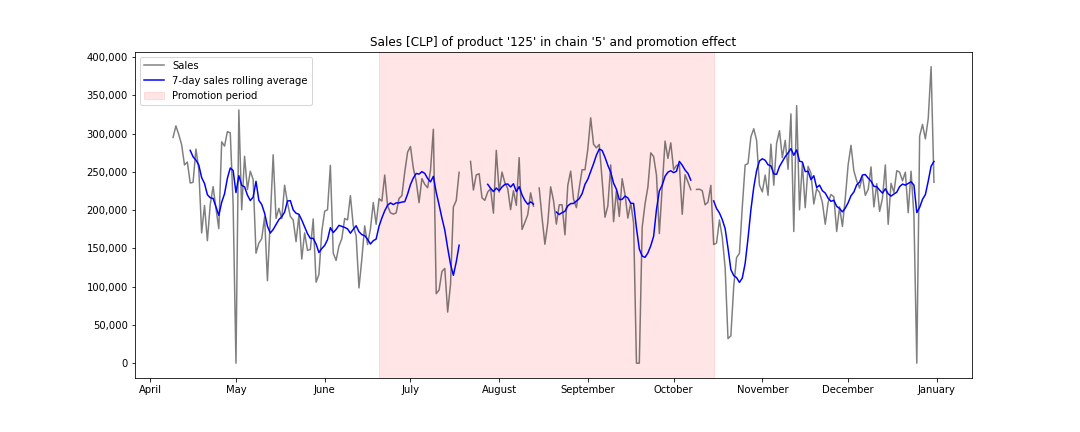 Sales [CLP] of product '125' in chain '5' and promotion effect
400,000
350,000
300,000
250,000
200,000
150,000
100,000
50,000
0
Sales
7-day sales rolling average
Promotion period
April May June July August September October November December January